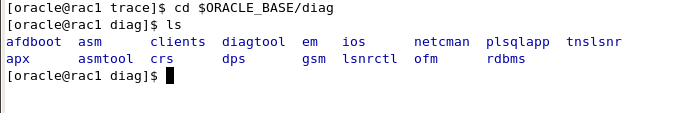 [oracle@rac1 trace]$ cd $ORACLE_BASE/diag
[oracle@rac1 diag]$ ls
afdboot  asm      clients  diagtool  em   ios      netcman  plsqlapp  tnslsnr
apx      asmtool  crs      dps       gsm  lsnrctl  ofm      rdbms
[oracle@rac1 diag]$